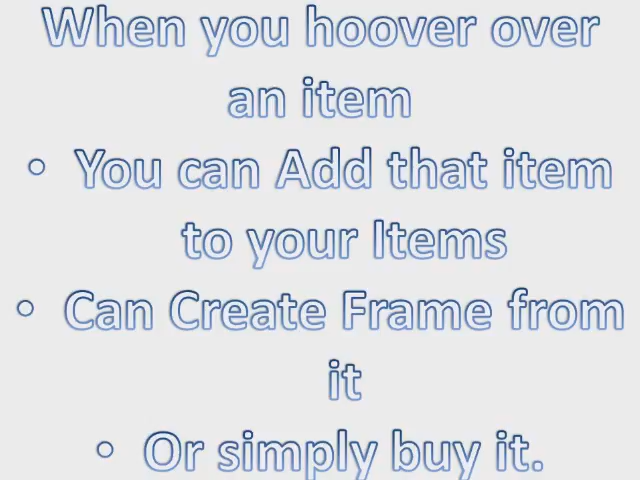 When you hoover over
an item
• You can Add that item
to your Items
• Can Create Frame from
it
• Or simply buy it.